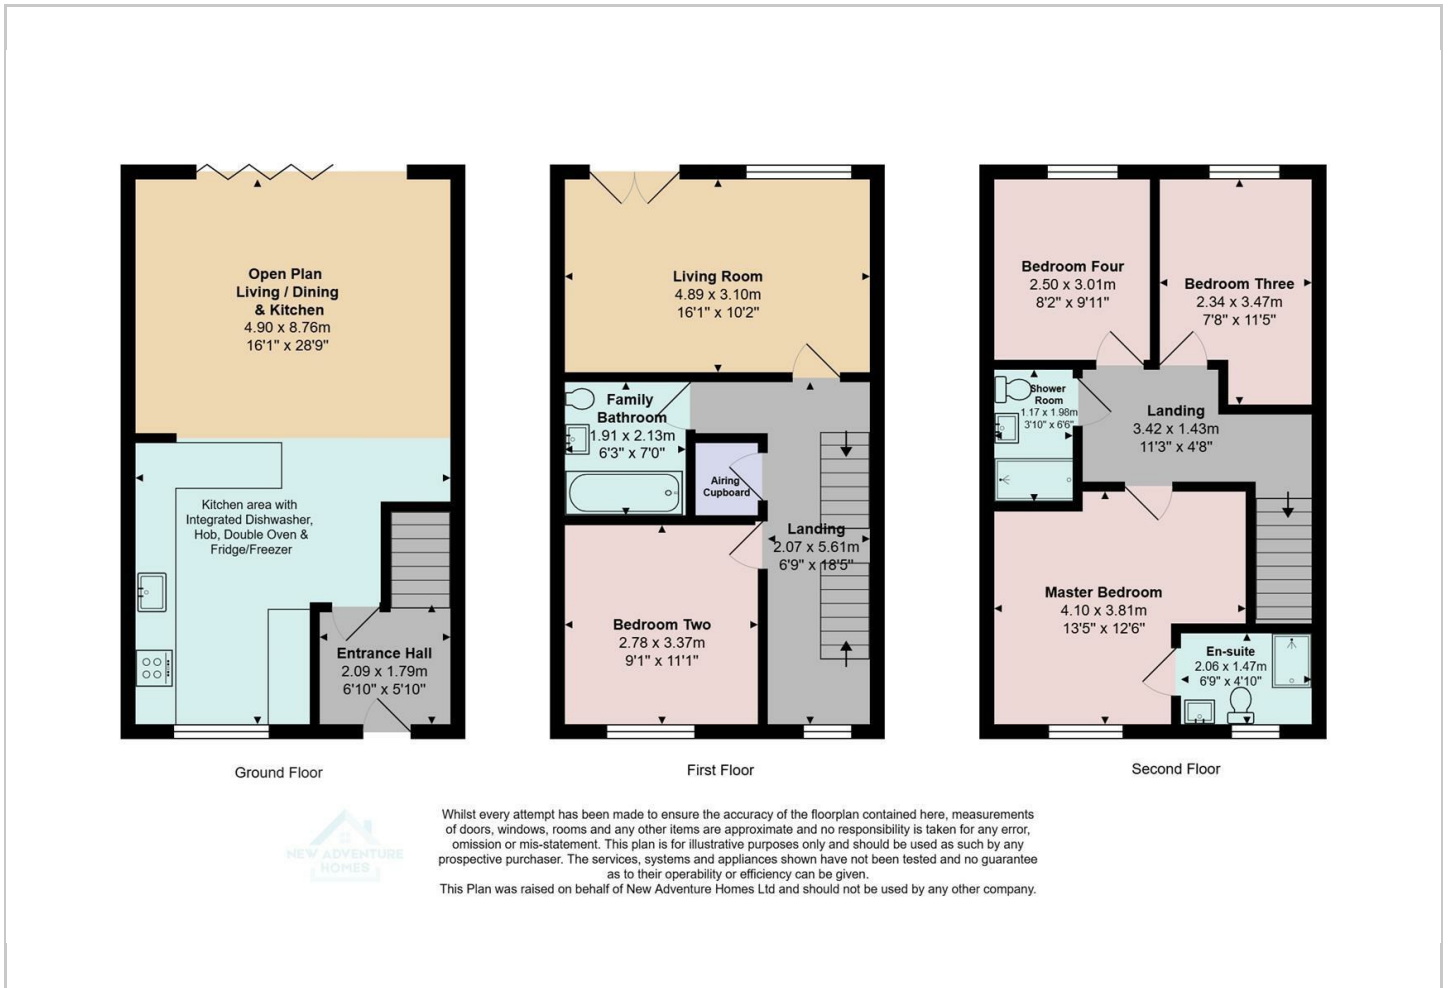 Open Plan
Living / Dining
& Kitchen
4.90 x 8.76m
16'1" x 28'9"
Kitchen area with
Integrated Dishwasher,
Hob, Double Oven &
Fridge/Freezer
Entrance Hall
2.09 x 1.79m
6'10" x 5'10"
Ground Floor
Living Room
4.89 x 3.10m
16'1" x 10'2"
Family
Bathroom
1.91 x 2.13m
6'3" x 7'0"
Airing
Cupboard
Landing
2.07 x 5.61m
6'9" x 18'5"
Bedroom Two
2.78 x 3.37m
9'1" x 11'1"
First Floor
Bedroom Four
2.50 x 3.01m
8'2" x 9'11"
Bedroom Three
2.34 x 3.47m
7'8" x 11'5"
Shower
Room
1.17 x 1.98m
3'10" x 6'6"
Landing
3.42 x 1.43m
11'3" x 4'8"
Master Bedroom
4.10 x 3.81m
13'5" x 12'6"
En-suite
2.06 x 1.47m
6'9" x 4'10"
Second Floor
NEW ADVENTURE
HOMES
Whilst every attempt has been made to ensure the accuracy of the floorplan contained here, measurements
of doors, windows, rooms and any other items are approximate and no responsibility is taken for any error,
omission or mis-statement. This plan is for illustrative purposes only and should be used as such by any
prospective purchaser. The services, systems and appliances shown have not been tested and no guarantee
as to their operability or efficiency can be given.
This Plan was raised on behalf of New Adventure Homes Ltd and should not be used by any other company.